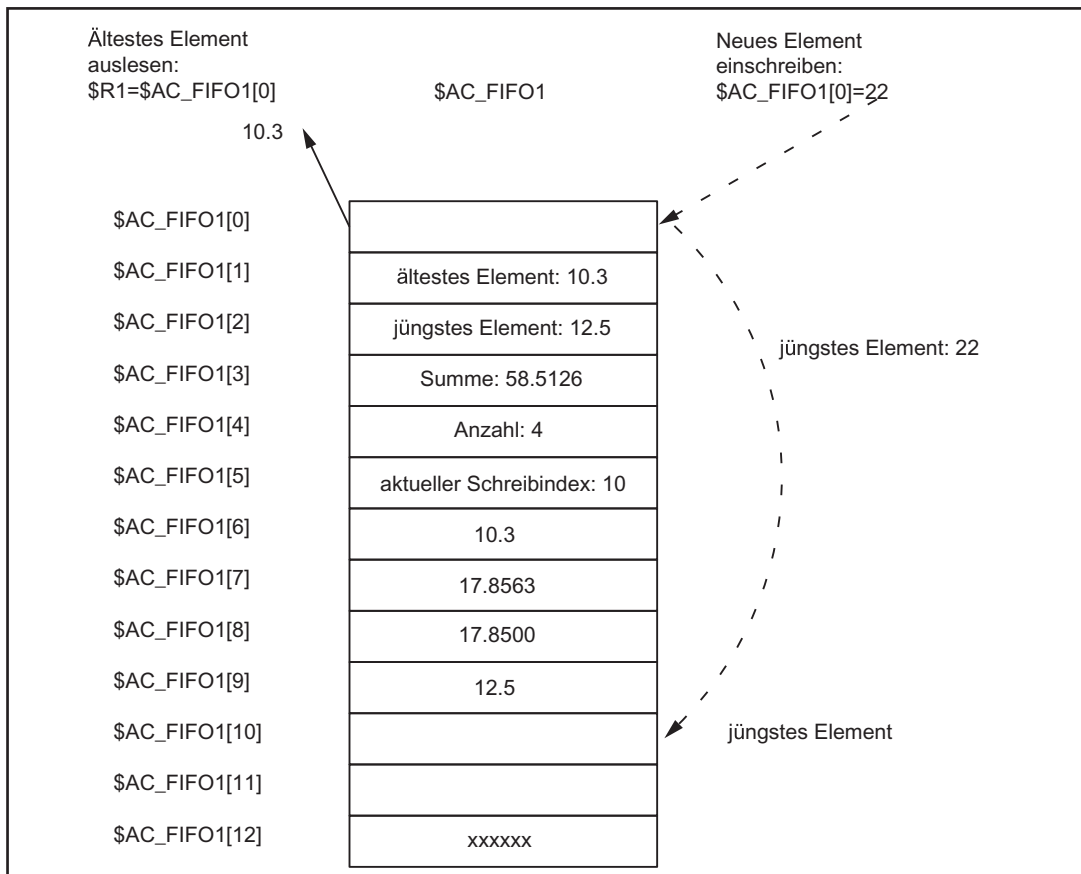 Ältestes Element
auslesen:
$R1=$AC_FIFO1[0]
$AC_FIFO1
Neues Element
einschreiben:
$AC_FIFO1[0]=22
10.3
$AC_FIFO1[0]
$AC_FIFO1[1]
ältestes Element: 10.3
$AC_FIFO1[2]
jüngstes Element: 12.5
jüngstes Element: 22
$AC_FIFO1[3]
Summe: 58.5126
$AC_FIFO1[4]
Anzahl: 4
$AC_FIFO1[5]
aktueller Schreibindex: 10
$AC_FIFO1[6]
10.3
$AC_FIFO1[7]
17.8563
$AC_FIFO1[8]
17.8500
$AC_FIFO1[9]
12.5
$AC_FIFO1[10]
jüngstes Element
$AC_FIFO1[11]
$AC_FIFO1[12]
xxxxxx